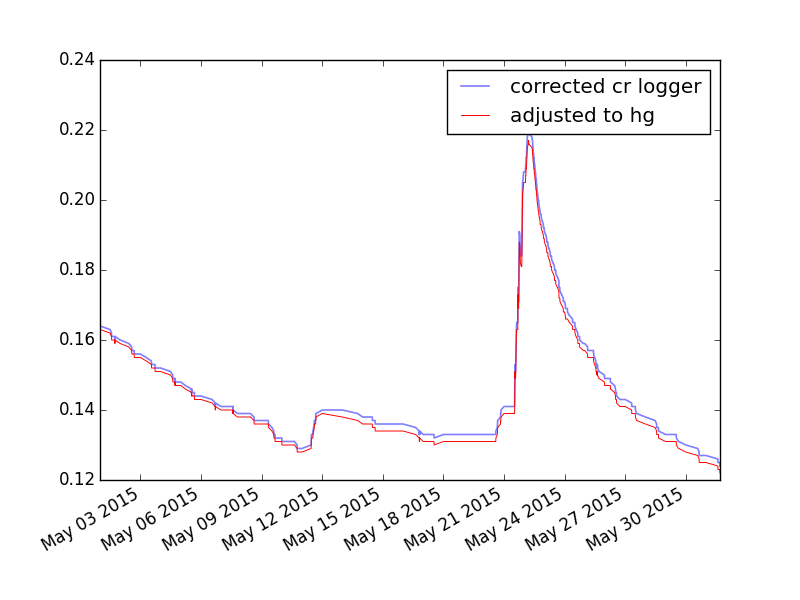 0.24
0.22
0.20
0.18
0.16
0.14
0.12
corrected cr logger
adjusted to hg
May 03 2015
May 06 2015
May 09 2015
May 12 2015
May 15 2015
May 18 2015
May 21 2015
May 24 2015
May 27 2015
May 30 2015